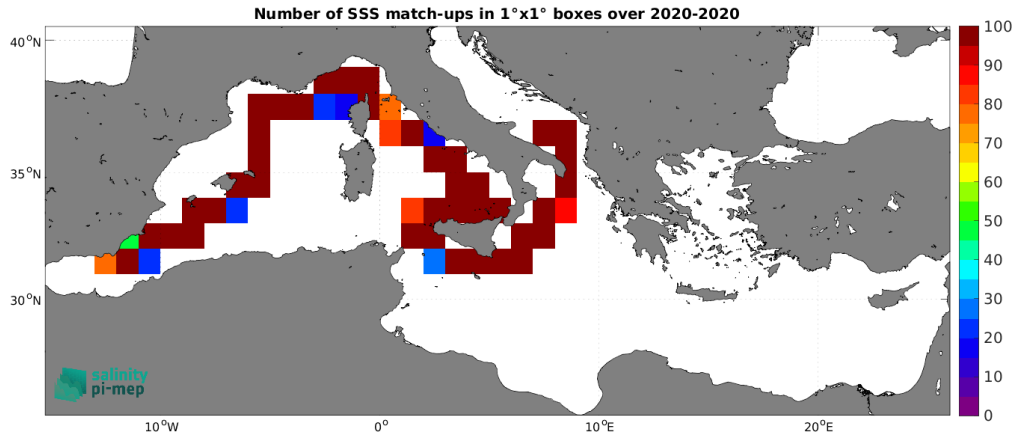 Number of SSS match-ups in 1°x1° boxes over 2020-2020
40°N
35°N
30°N
10°W
0°
10°E
20°E
100
90
80
70
60
50
40
30
20
10
0
salinity
pi-mep